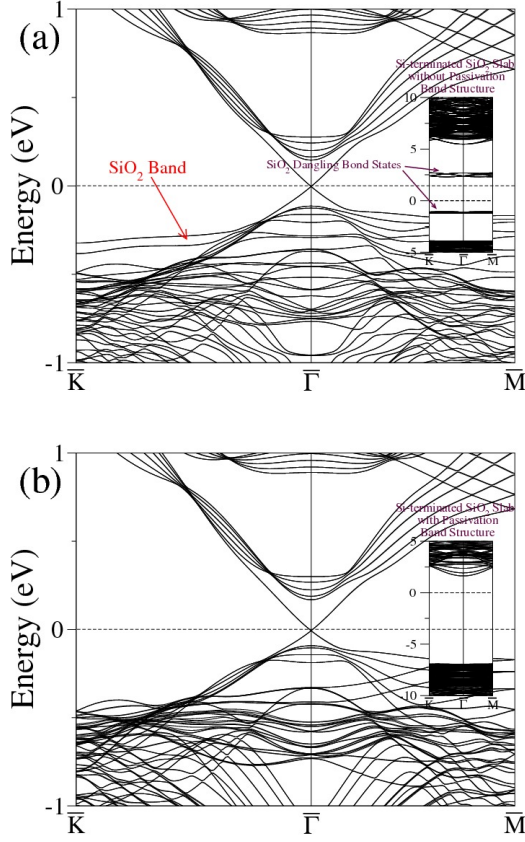 (a)
1
Si-terminated SiO2 Slab
without Passivation
Band Structure
10
5
SiO2 Dangling Bond States
SiO2 Band
0
0
Energy (eV)
-5
K̅ Γ̅ M̅
-1
K̅ Γ̅ M̅
(b)
1
Si-terminated SiO2 Slab
with Passivation
Band Structure
5
0
0
Energy (eV)
-5
-10
K̅ Γ̅ M̅
-1
K̅ Γ̅ M̅